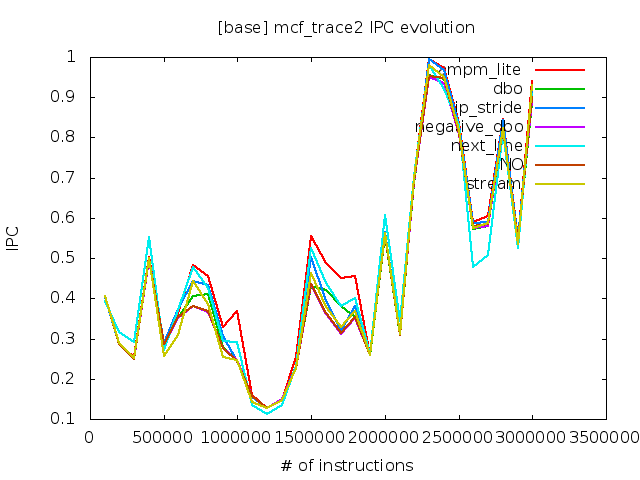 [base] mcf_trace2 IPC evolution
1
0.9
0.8
0.7
0.6
0.5
0.4
0.3
0.2
0.1
IPC
mpm_lite
dbo
ip_stride
negative_dbo
next_line
NO
stream
0 500000 1000000 1500000 2000000 2500000 3000000 3500000
# of instructions